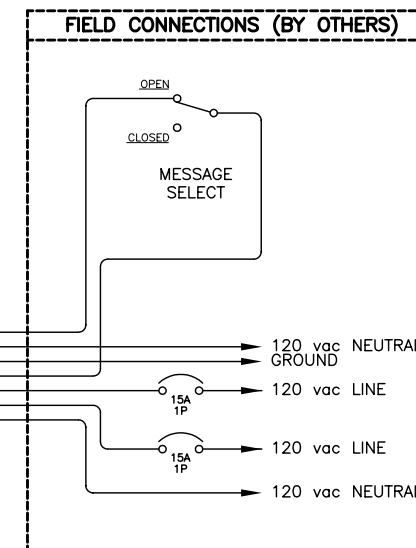 FIELD CONNECTIONS (BY OTHERS)
OPEN
CLOSED
MESSAGE
SELECT
120 vac NEUTRAL
GROUND
15A
1P
120 vac LINE
15A
1P
120 vac LINE
120 vac NEUTRAL